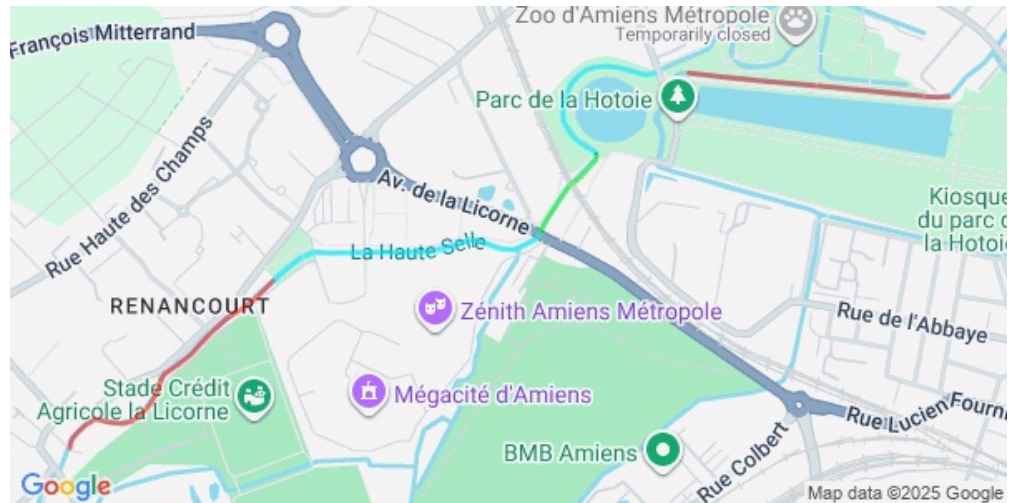 Zoo d'Amiens Métropole
Temporarily closed
François Mitterrand
Parc de la Hotoie
Rue Haute des Champs
Av. de la Licorne
Kiosque
du parc d
la Hotoie
La Haute Selle
RENANCOURT
Zénith Amiens Métropole
Rue de l'Abbaye
Stade Crédit
Agricole la Licorne
Mégacité d'Amiens
Rue Lucien Fourni
BMB Amiens
Rue Colbert
Google
Map data ©2025 Google